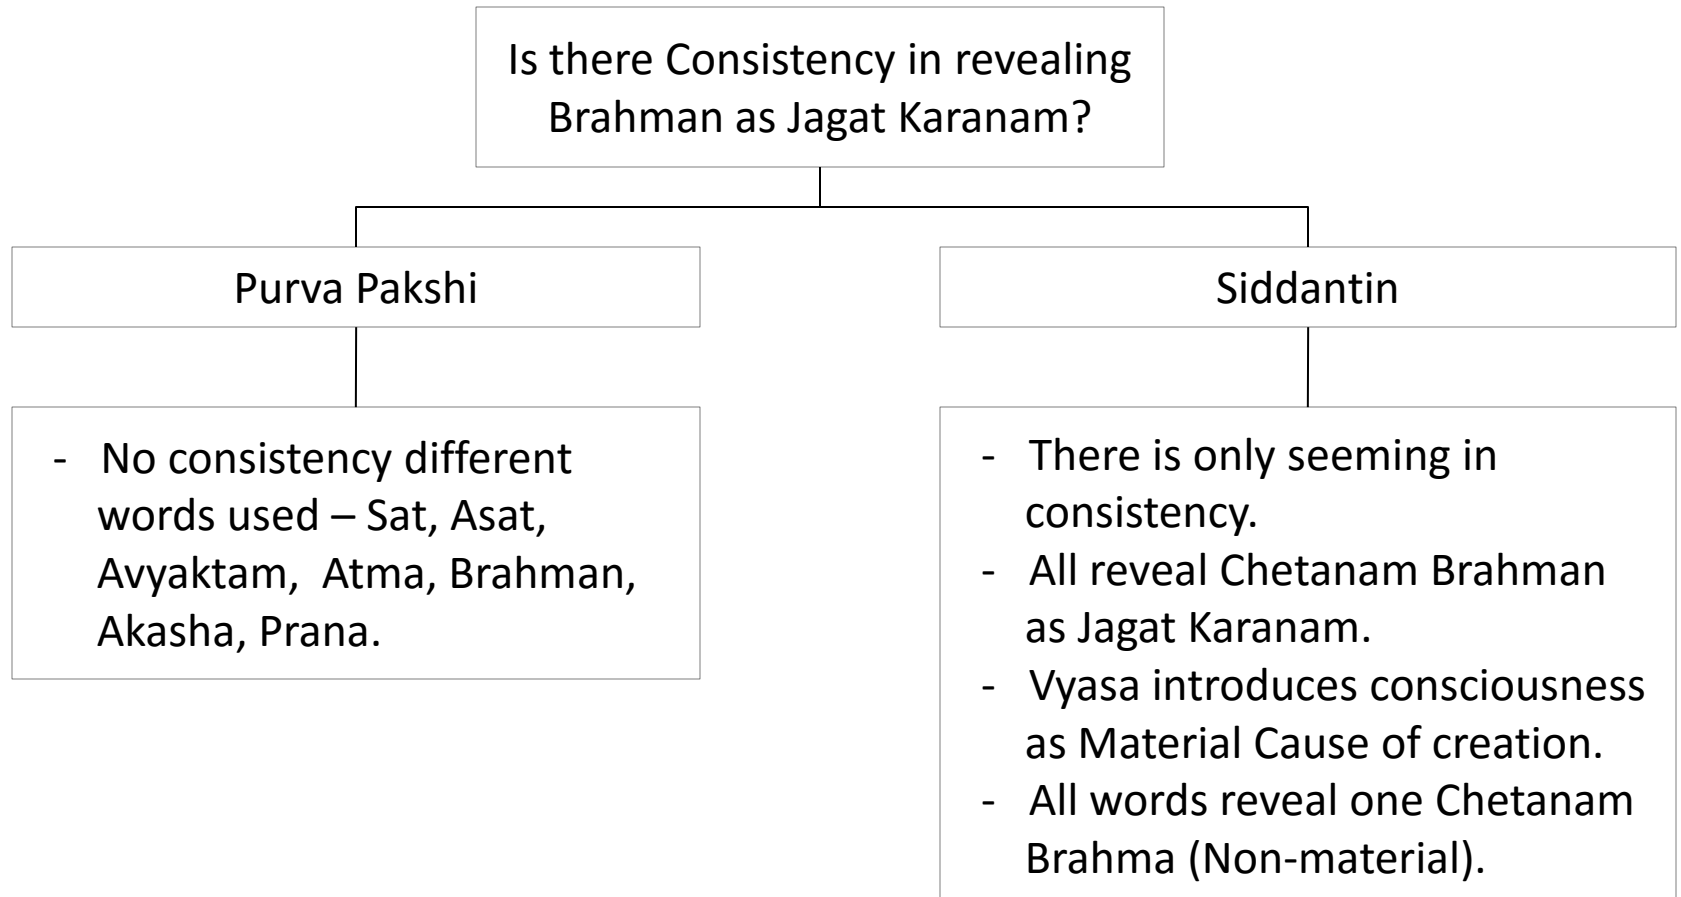 Is there Consistency in revealing
Brahman as Jagat Karanam?
Purva Pakshi
- No consistency different
words used – Sat, Asat,
Avyaktam, Atma, Brahman,
Akasha, Prana.
Siddantin
- There is only seeming in
consistency.
- All reveal Chetanam Brahman
as Jagat Karanam.
- Vyasa introduces consciousness
as Material Cause of creation.
- All words reveal one Chetanam
Brahma (Non-material).